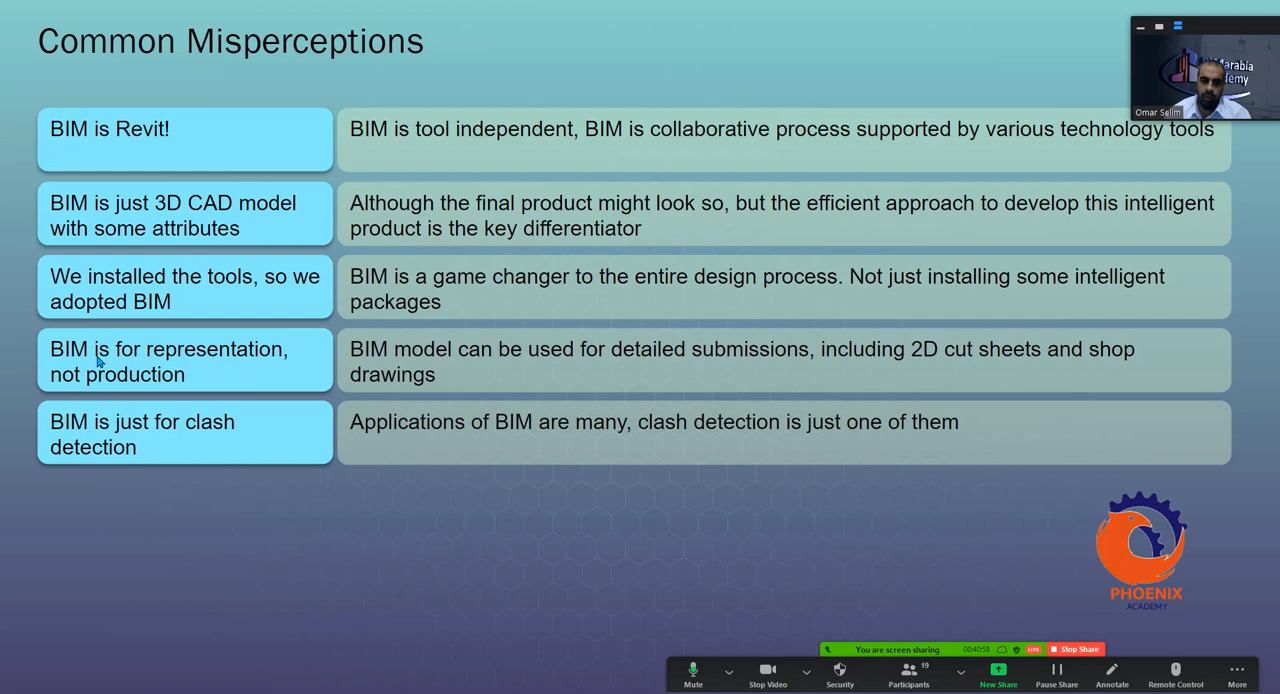 Common Misperceptions
BIM is Revit!
BIM is tool independent, BIM is collaborative process supported by various technology tools
BIM is just 3D CAD model
with some attributes
Although the final product might look so, but the efficient approach to develop this intelligent
product is the key differentiator
We installed the tools, so we
adopted BIM
BIM is a game changer to the entire design process. Not just installing some intelligent
packages
BIM is for representation,
not production
BIM model can be used for detailed submissions, including 2D cut sheets and shop
drawings
BIM is just for clash
detection
Applications of BIM are many, clash detection is just one of them
Omar Selim
PHOENIX
ACADEMY
You are screen sharing 00:40:58 LIVE Stop Share
19
Mute Stop Video Security Participants New Share Pause Share Annotate Remote Control More